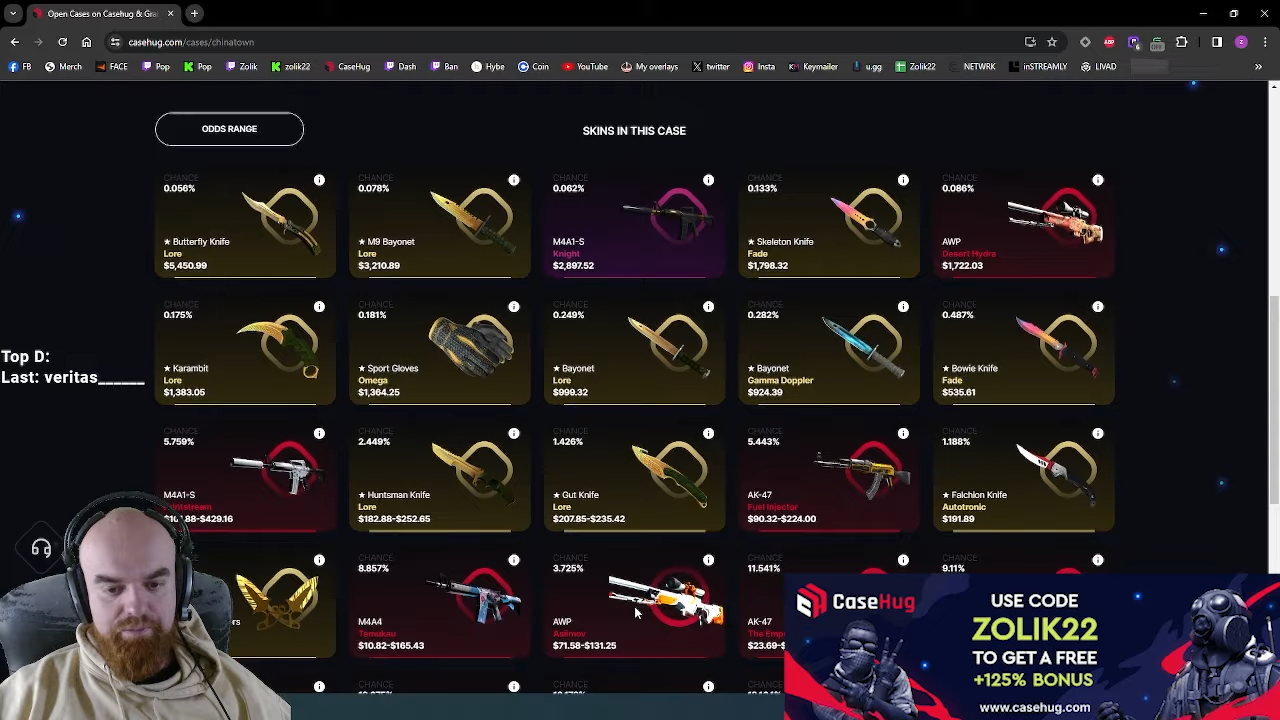 Open Cases on Casehug & Gra
casehug.com/cases/chinatown
FB Merch FACE Pop Pop Zolik zolik22 CaseHug Dash Ban Hybe Coin YouTube My overlays twitter Insta Keymailer u.gg Zolik22 NETWRK inSTREAMLY LIVAD
ODDS RANGE
SKINS IN THIS CASE
CHANCE CHANCE CHANCE CHANCE CHANCE
0.056% 0.078% 0.062% 0.133% 0.086%
★ Butterfly Knife ★ M9 Bayonet M4A1-S ★ Skeleton Knife AWP
Lore Lore Knight Fade Desert Hydra
$5,450.99 $3,210.89 $2,897.52 $1,798.32 $1,722.03
CHANCE CHANCE CHANCE CHANCE CHANCE
0.175% 0.181% 0.249% 0.282% 0.487%
Top D:
Last: veritas_____
★ Karambit ★ Sport Gloves ★ Bayonet ★ Bayonet ★ Bowie Knife
Lore Omega Lore Gamma Doppler Fade
$1,383.05 $1,364.25 $999.32 $924.39 $535.61
CHANCE CHANCE CHANCE CHANCE CHANCE
5.759% 2.449% 1.426% 5.443% 1.188%
M4A1-S ★ Huntsman Knife ★ Gut Knife AK-47 ★ Falchion Knife
Lore Lore Fuel Injector Autotronic
$182.88-$252.65 $207.85-$235.42 $90.32-$224.00 $191.89
CHANCE CHANCE CHANCE CHANCE
8.857% 3.725% 11.541% 9.11%
M4A4 AWP AK-47
Temukau Asiimov The Emp
$10.82-$165.43 $71.58-$131.25 $23.69-
CaseHug
USE CODE
ZOLIK22
TO GET A FREE
+125% BONUS
www.casehug.com